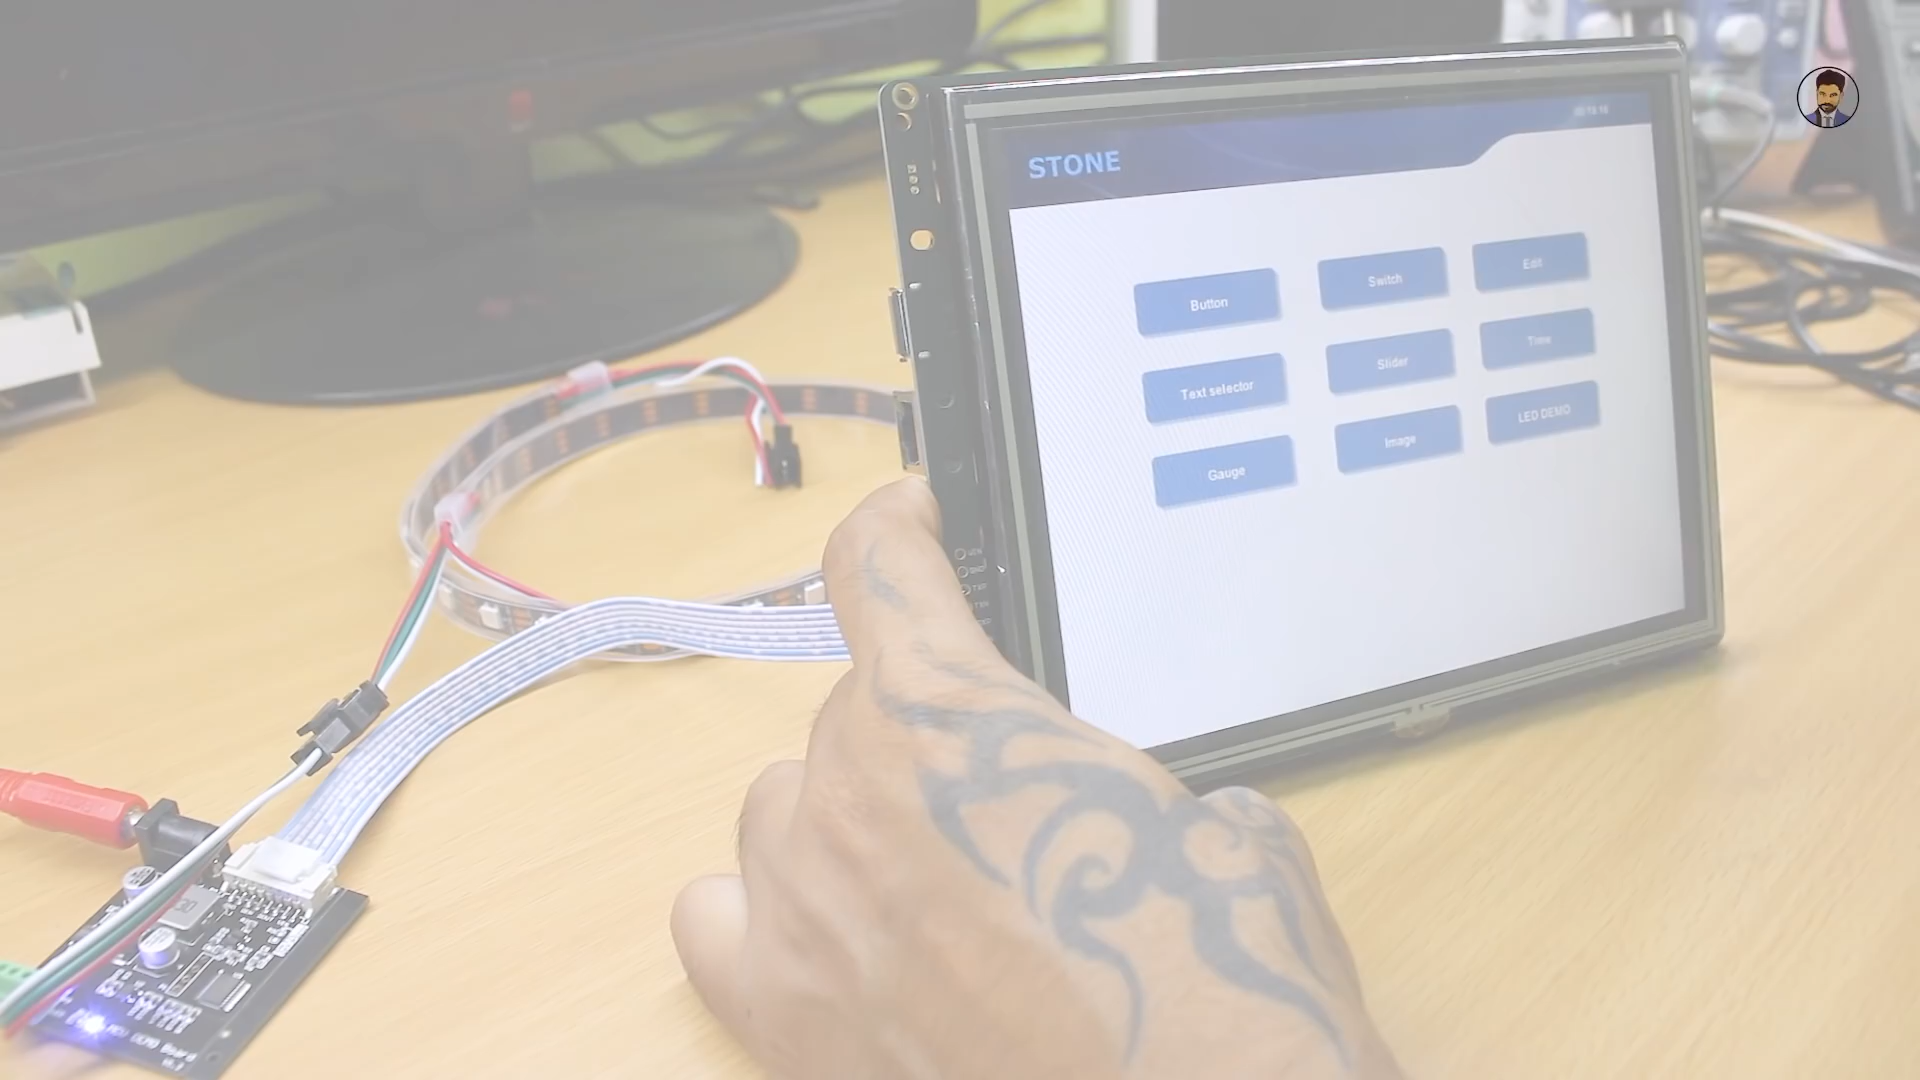 STONE
Button
Switch
Edit
Text selector
Slider
Time
Gauge
Image
LED DEMO